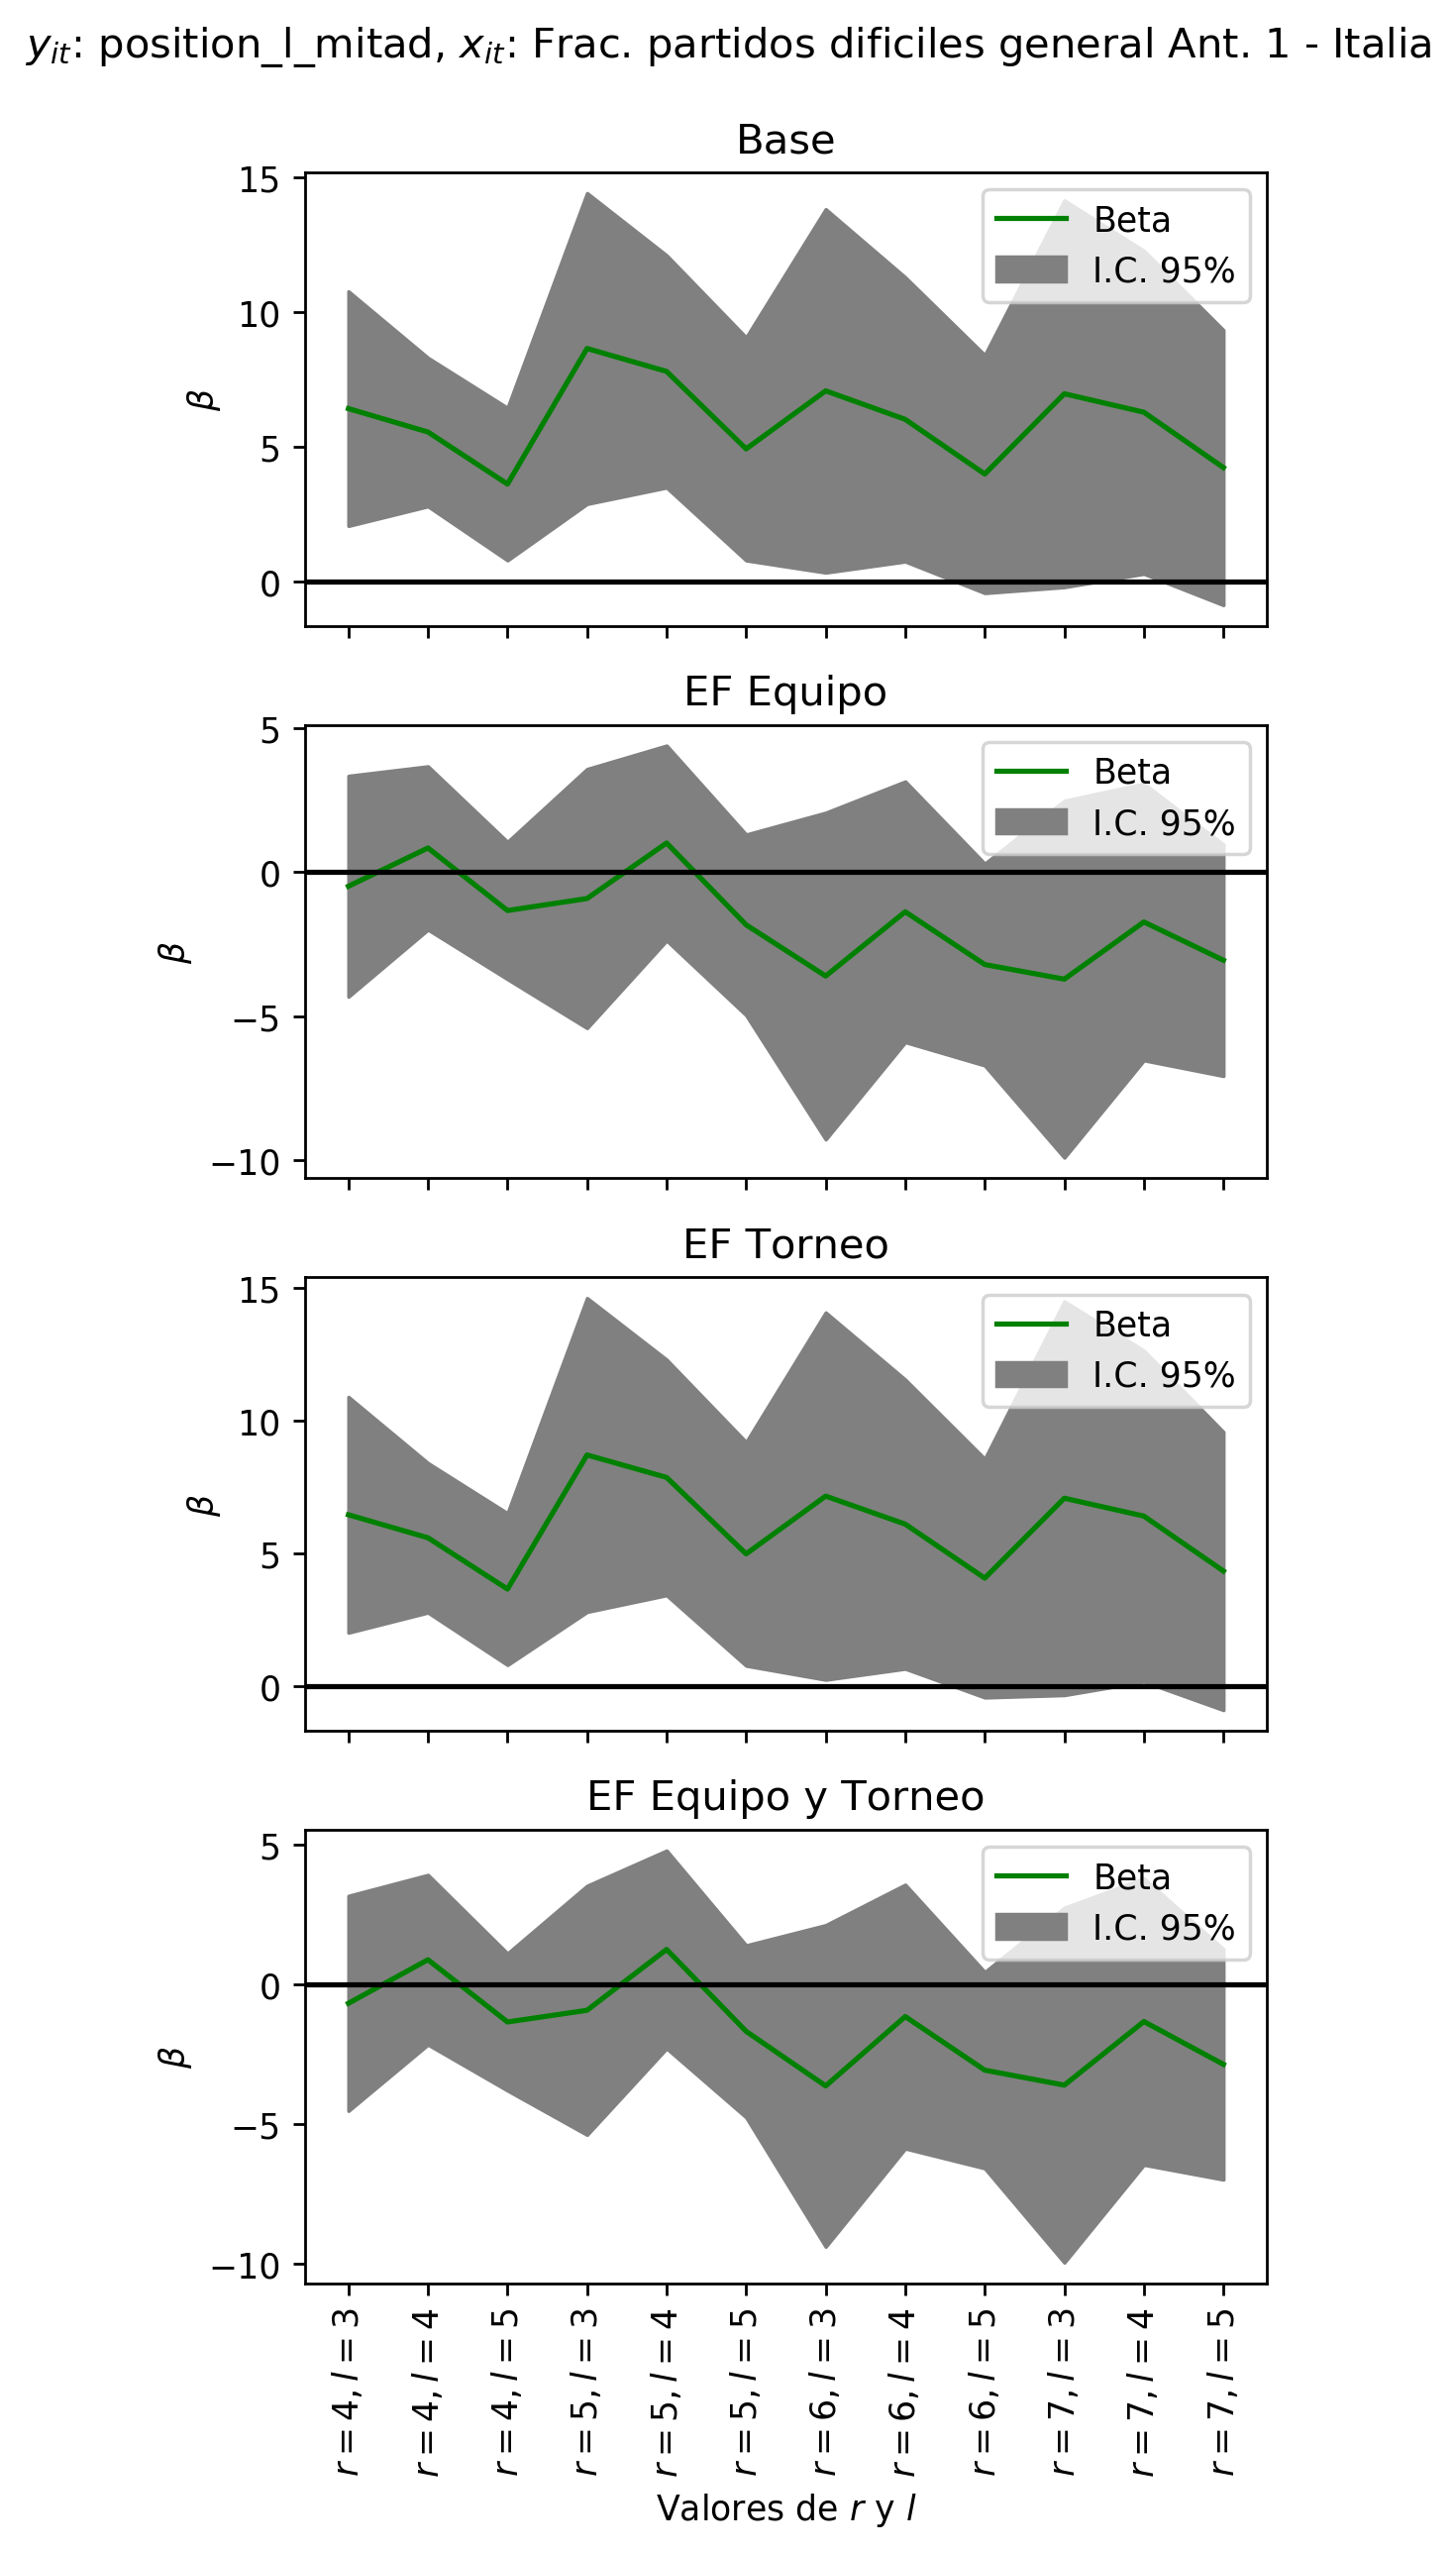 y_it: position_l_mitad, x_it: Frac. partidos dificiles general Ant. 1 - Italia
Base
15
10
5
0
β
Beta
I.C. 95%
EF Equipo
5
0
−5
−10
β
Beta
I.C. 95%
EF Torneo
15
10
5
0
β
Beta
I.C. 95%
EF Equipo y Torneo
5
0
−5
−10
β
Beta
I.C. 95%
r = 4, l = 3
r = 4, l = 4
r = 4, l = 5
r = 5, l = 3
r = 5, l = 4
r = 5, l = 5
r = 6, l = 3
r = 6, l = 4
r = 6, l = 5
r = 7, l = 3
r = 7, l = 4
r = 7, l = 5
Valores de r y l